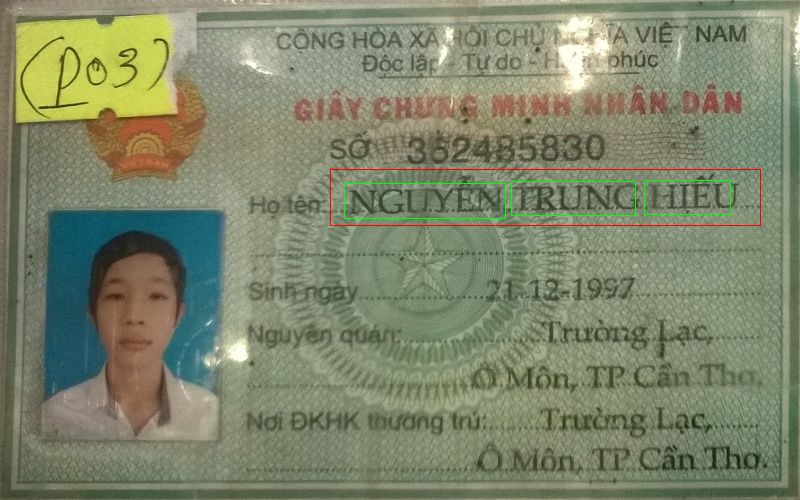 (P03)
CỘNG HÒA XÃ HỘI CHỦ NGHĨA VIỆT NAM
Độc lập - Tự do - Hạnh phúc
GIẤY CHỨNG MINH NHÂN DÂN
SỐ 362485830
Họ tên: NGUYỄN TRUNG HIẾU
Sinh ngày 21-12-1997
Nguyên quán: Trường Lạc,
Ô Môn, TP Cần Thơ.
Nơi ĐKHK thường trú: Trường Lạc,
Ô Môn, TP Cần Thơ.